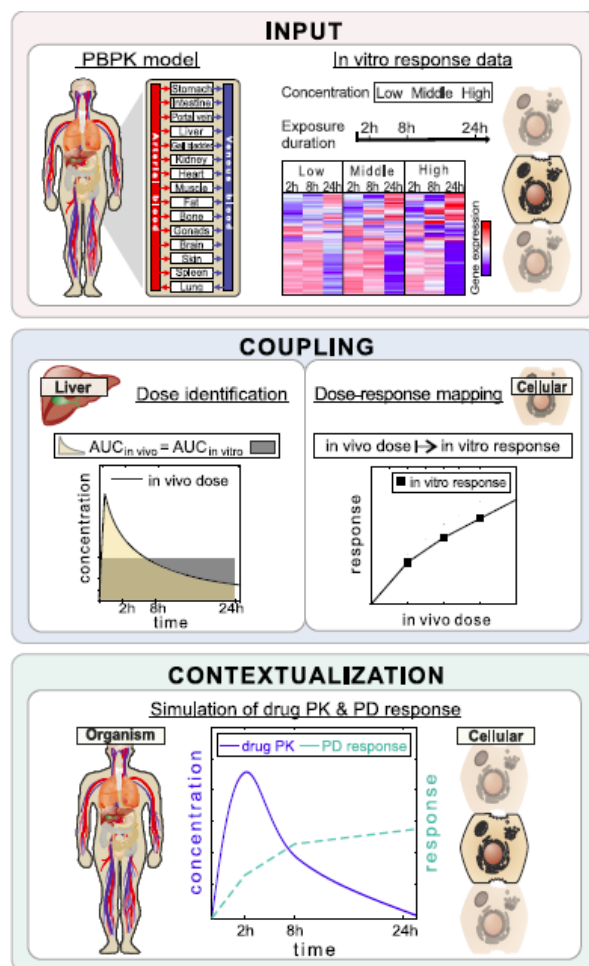 INPUT
PBPK model
Arterial blood
Stomach
Intestine
Portal vein
Liver
Gall bladder
Kidney
Heart
Muscle
Fat
Bone
Gonads
Brain
Skin
Spleen
Lung
Venous blood
In vitro response data
Concentration Low Middle High
Exposure duration
2h 8h 24h
Low Middle High
2h 8h 24h 2h 8h 24h 2h 8h 24h
Gene expression
COUPLING
Liver
Dose identification
AUC in vivo = AUC in vitro
in vivo dose
concentration
2h 8h 24h
time
Dose-response mapping
Cellular
in vivo dose ↦ in vitro response
in vitro response
response
in vivo dose
CONTEXTUALIZATION
Simulation of drug PK & PD response
Organism
drug PK PD response
concentration
response
2h 8h 24h
time
Cellular